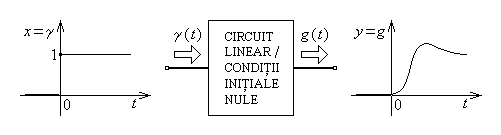 x=γ
1
0
t
γ(t)
CIRCUIT
LINEAR /
CONDIȚII
INIȚIALE
NULE
g(t)
y=g
0
t